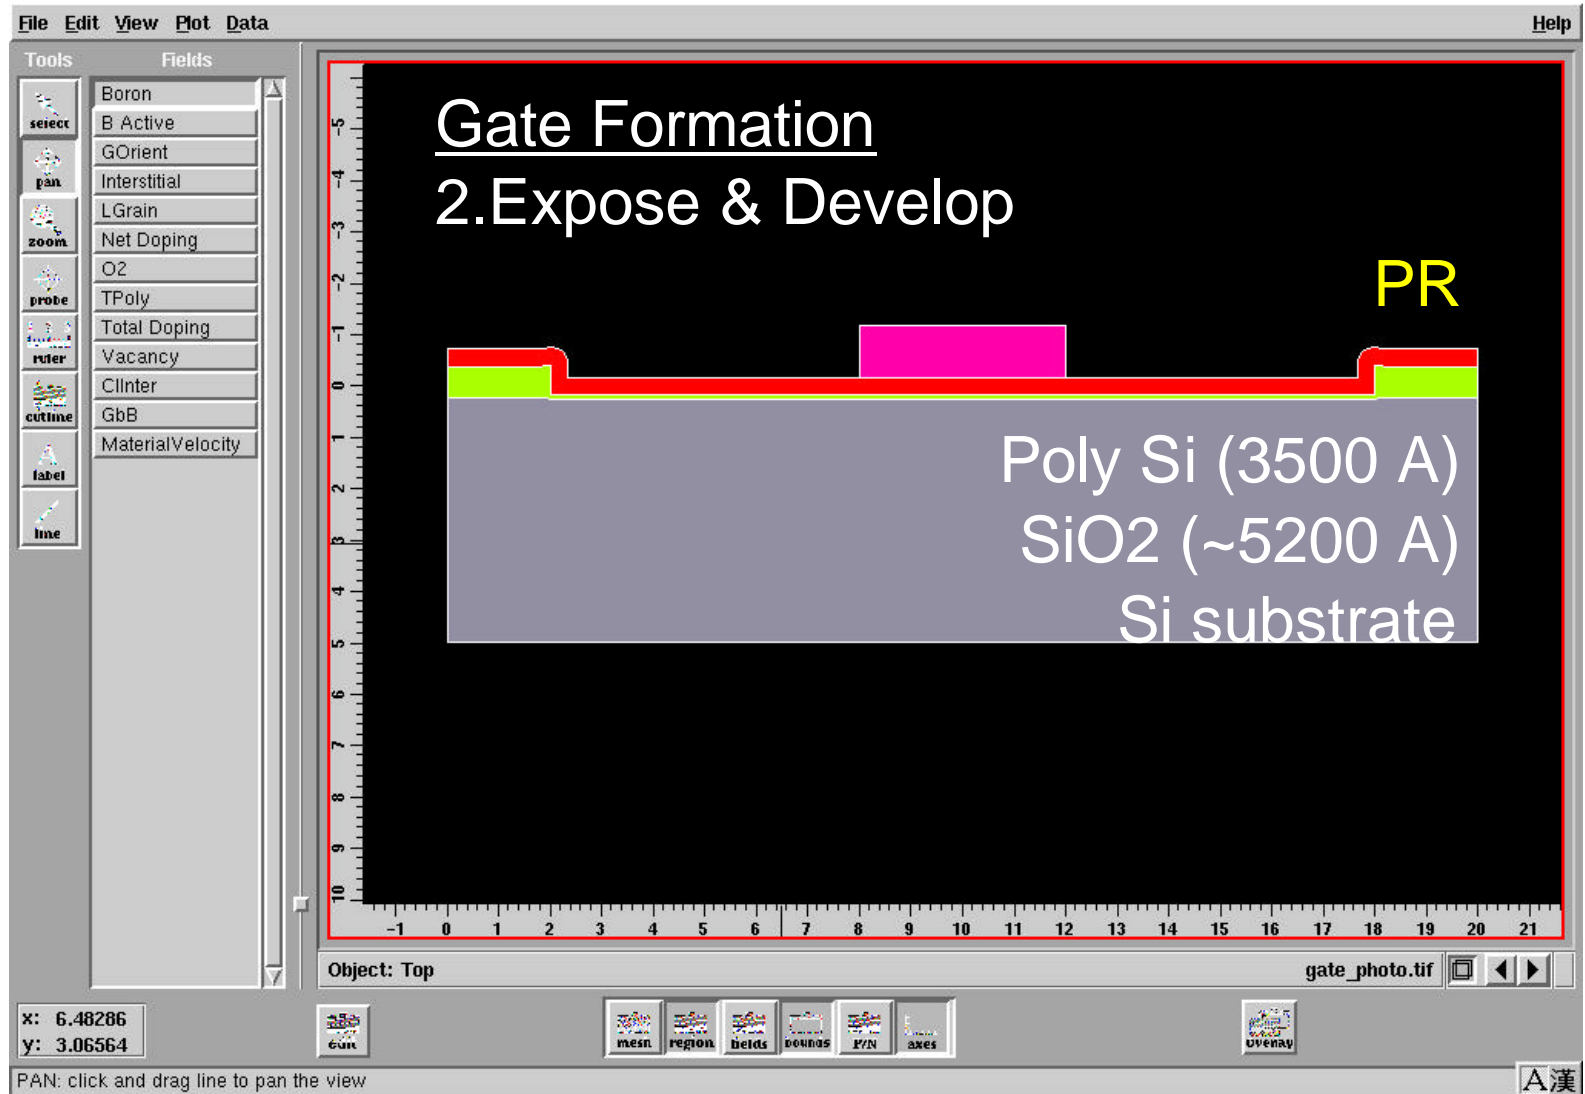 File Edit View Plot Data Help
Tools Fields
select
pan
zoom
probe
ruler
cutline
label
line
Boron
B Active
GOrient
Interstitial
LGrain
Net Doping
O2
TPoly
Total Doping
Vacancy
CIInter
GbB
MaterialVelocity
Gate Formation
2.Expose & Develop
PR
Poly Si (3500 A)
SiO2 (~5200 A)
Si substrate
-5
-4
-3
-2
-1
0
1
2
3
4
5
6
7
8
9
10
-1 0 1 2 3 4 5 6 7 8 9 10 11 12 13 14 15 16 17 18 19 20 21
Object: Top gate_photo.tif
x: 6.48286
y: 3.06564
edit mesh region fields bounds P/N axes overlay
PAN: click and drag line to pan the view
A漢